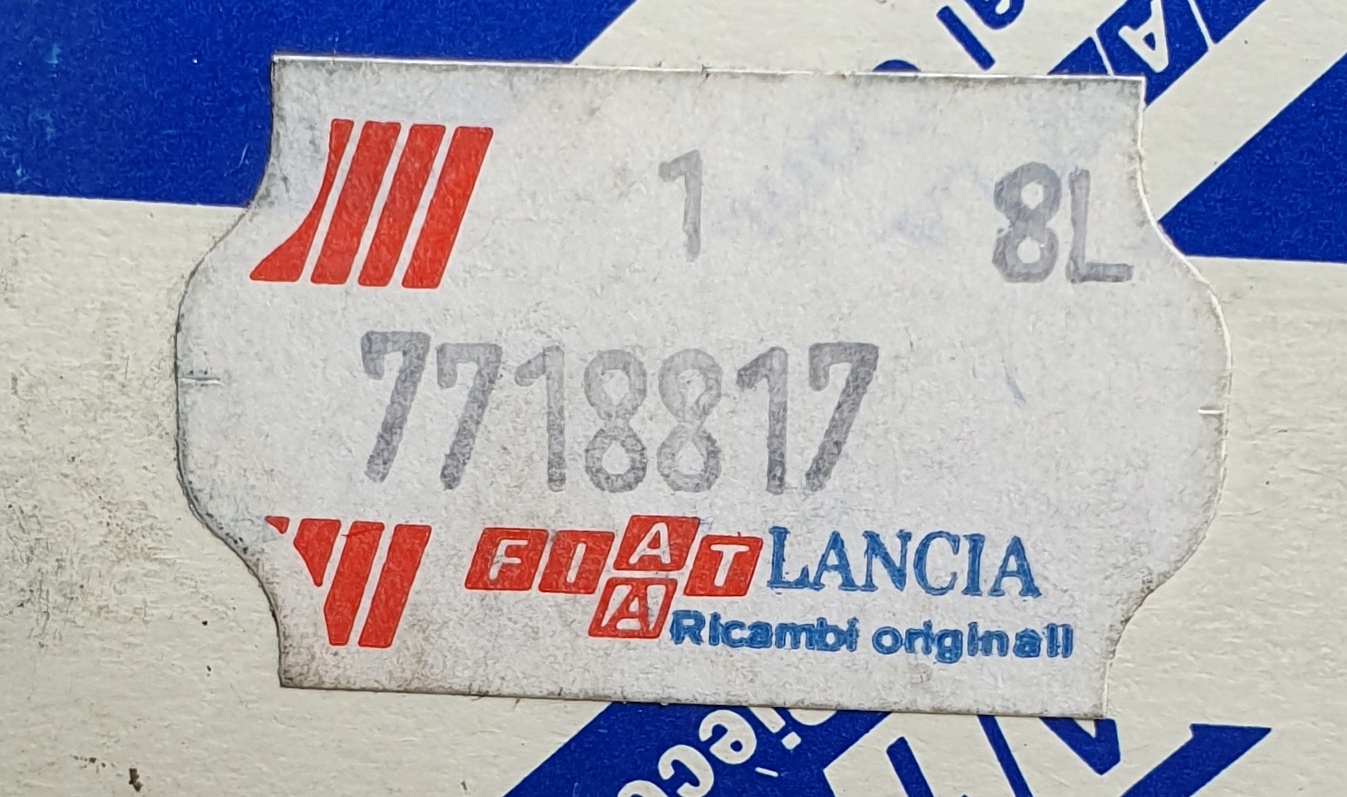 1 8L
7718817
FIAT LANCIA
A Ricambi originali